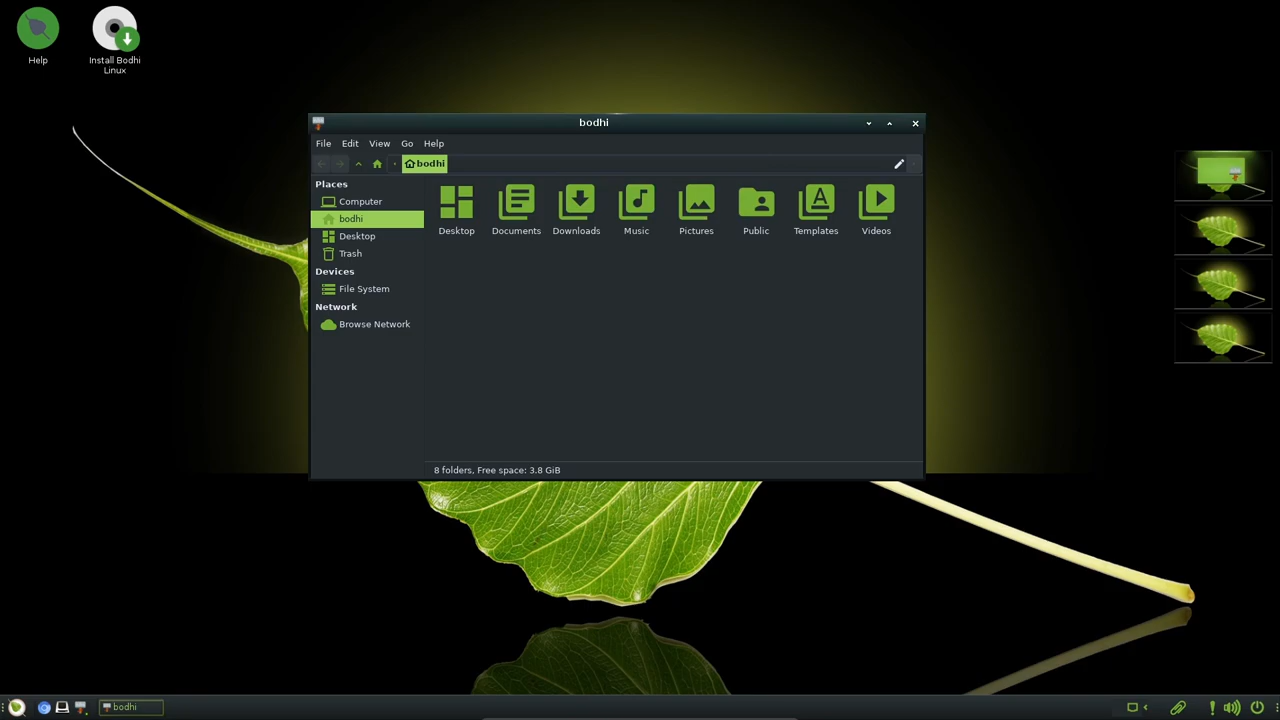 Help
Install Bodhi
Linux
bodhi
File Edit View Go Help
bodhi
Places
Computer
bodhi
Desktop
Trash
Devices
File System
Network
Browse Network
Desktop Documents Downloads Music Pictures Public Templates Videos
8 folders, Free space: 3.8 GiB
bodhi